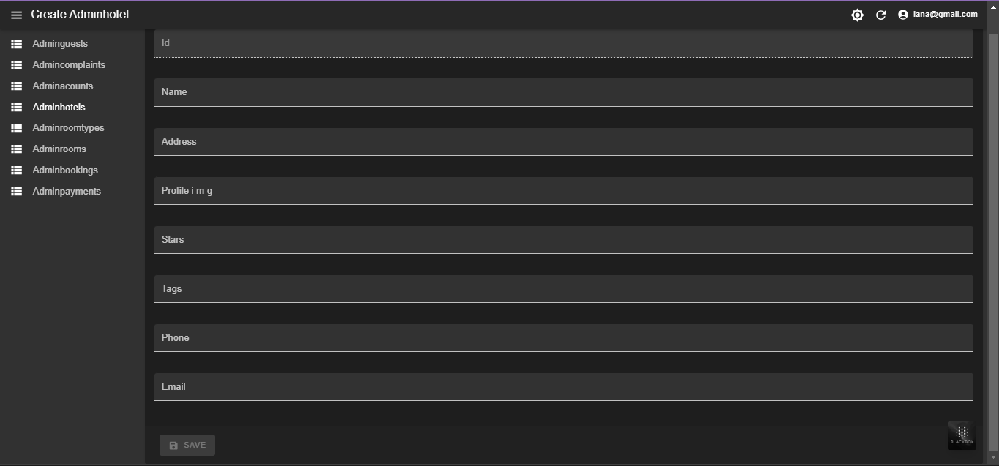 Create Adminhotel
lana@gmail.com
Adminguests
Admincomplaints
Adminacounts
Adminhotels
Adminroomtypes
Adminrooms
Adminbookings
Adminpayments
Id
Name
Address
Profile i m g
Stars
Tags
Phone
Email
SAVE
BLACKBOX